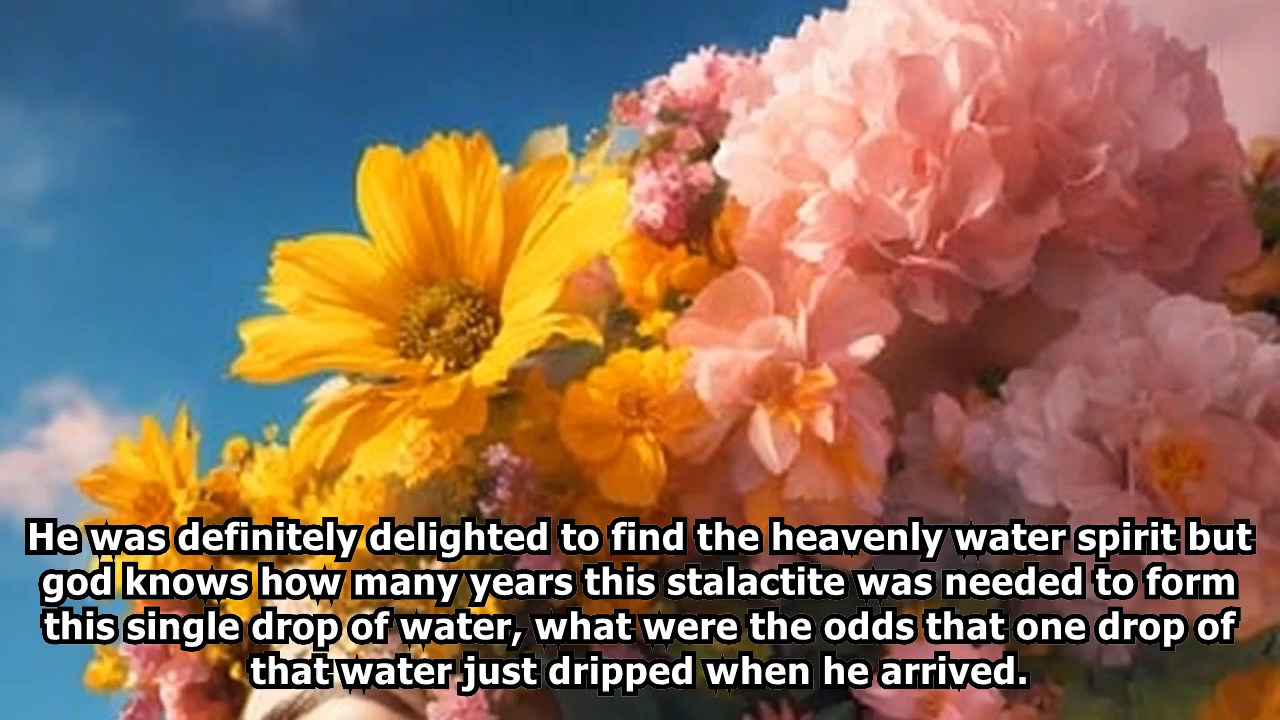 He was definitely delighted to find the heavenly water spirit but
god knows how many years this stalactite was needed to form
this single drop of water, what were the odds that one drop of
that water just dripped when he arrived.